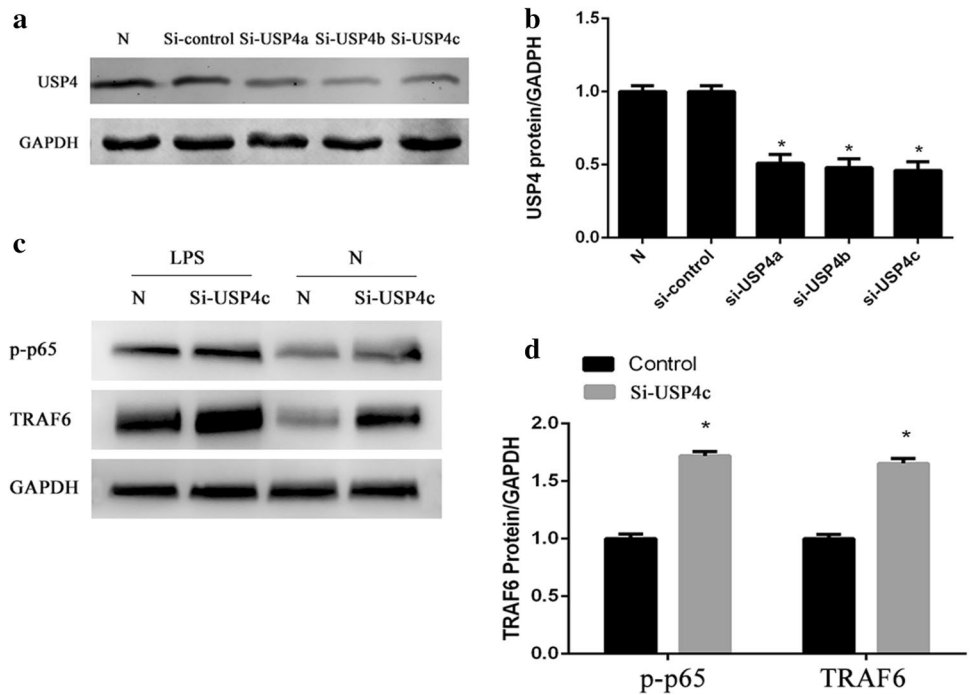 a
N Si-control Si-USP4a Si-USP4b Si-USP4c
USP4
GAPDH
b
USP4 protein/GADPH
1.5
1.0
0.5
0.0
N
si-control
si-USP4a
si-USP4b
si-USP4c
* * *
c
LPS N
N Si-USP4c N Si-USP4c
p-p65
TRAF6
GAPDH
d
Control
Si-USP4c
TRAF6 Protein/GAPDH
2.0
1.5
1.0
0.5
0.0
* *
p-p65 TRAF6